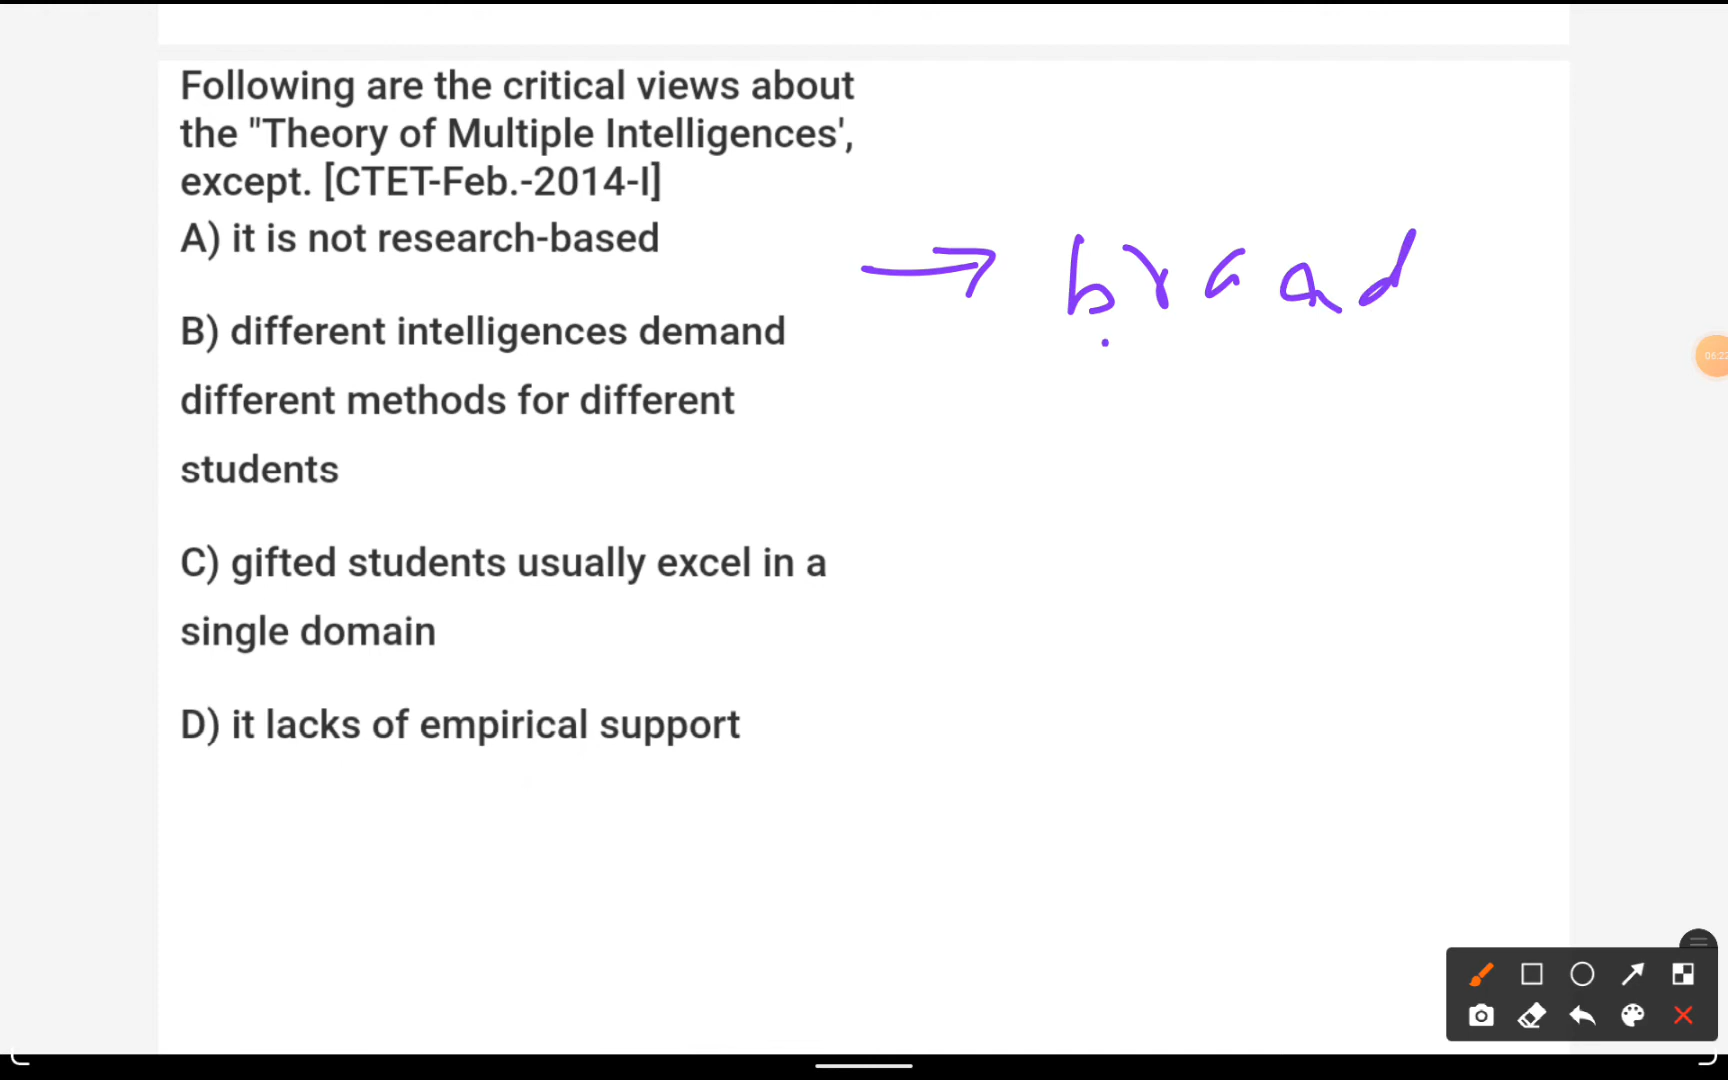 Following are the critical views about
the "Theory of Multiple Intelligences',
except. [CTET-Feb.-2014-I]
A) it is not research-based
B) different intelligences demand
different methods for different
students
C) gifted students usually excel in a
single domain
D) it lacks of empirical support
06:22